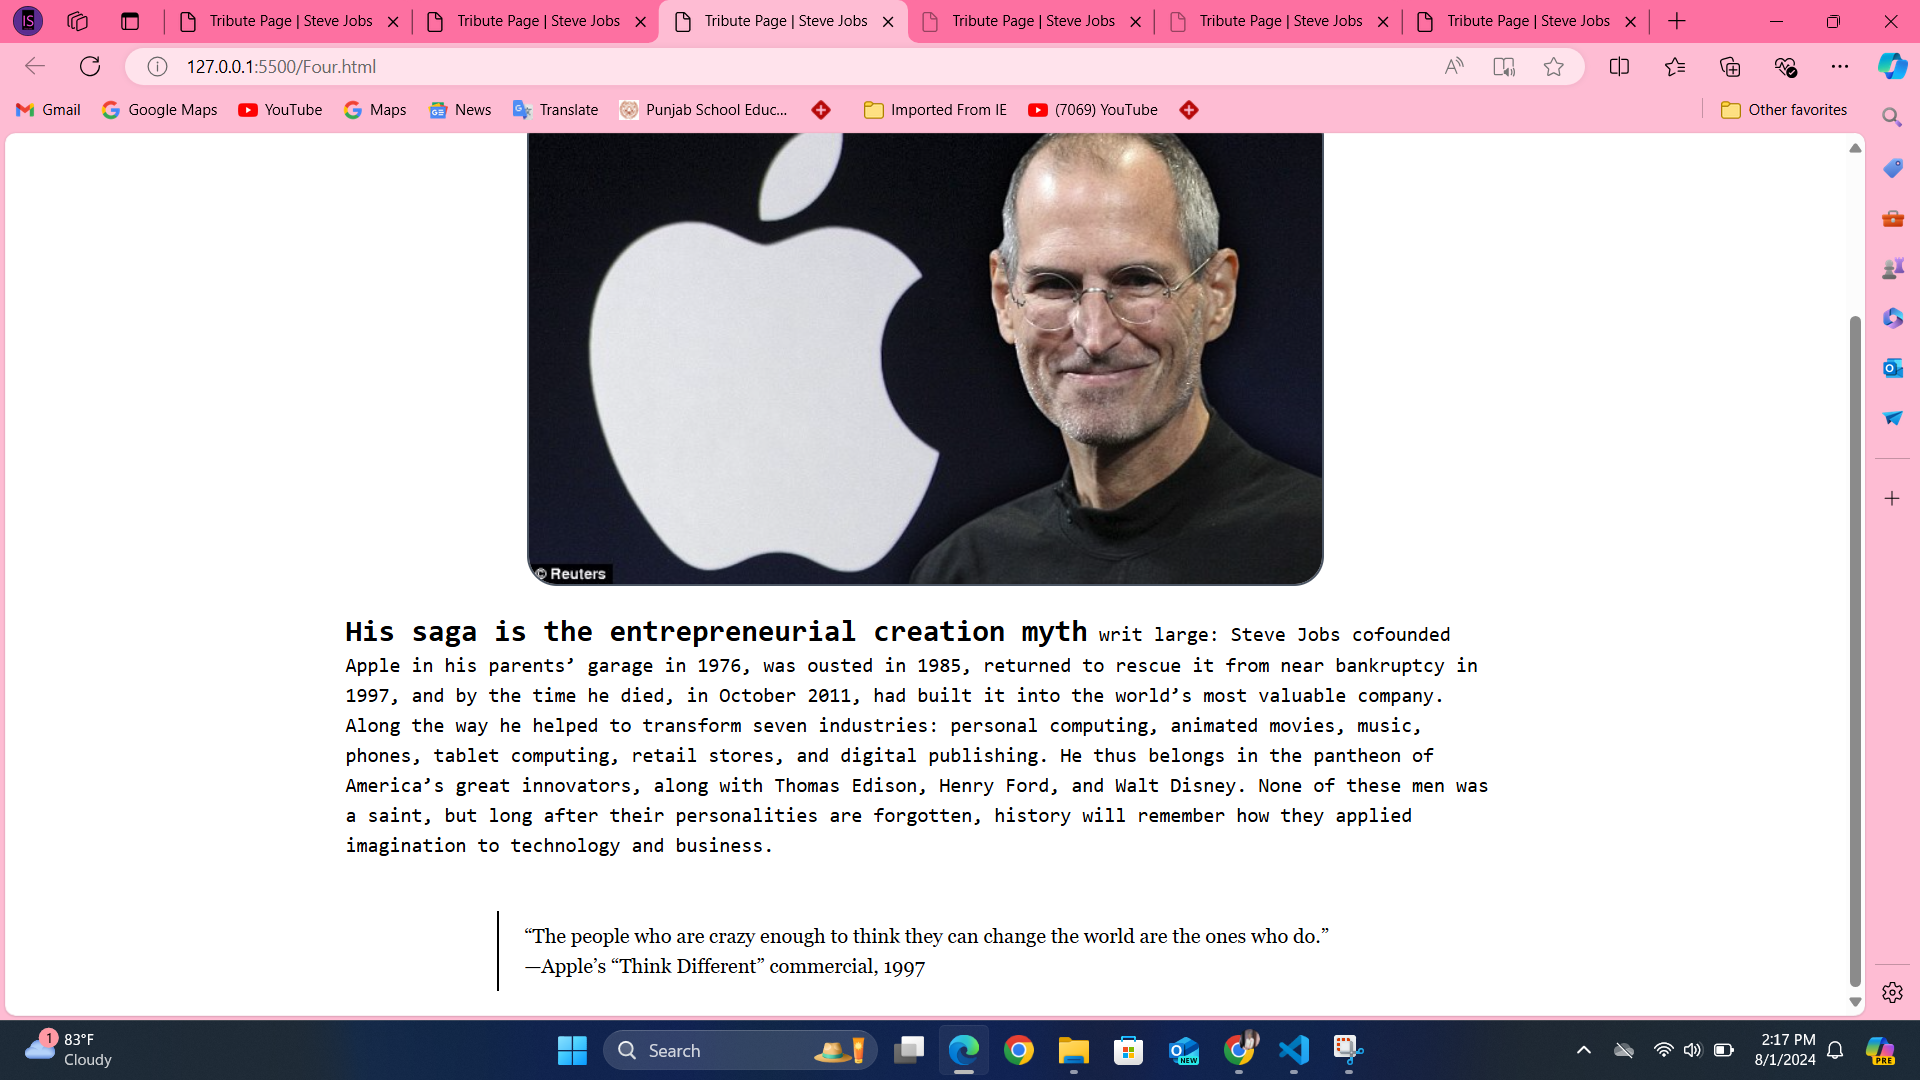 Tribute Page | Steve Jobs
Tribute Page | Steve Jobs
Tribute Page | Steve Jobs
Tribute Page | Steve Jobs
Tribute Page | Steve Jobs
Tribute Page | Steve Jobs
127.0.0.1:5500/Four.html
Gmail
Google Maps
YouTube
Maps
News
Translate
Punjab School Educ...
Imported From IE
(7069) YouTube
Other favorites
© Reuters
His saga is the entrepreneurial creation myth writ large: Steve Jobs cofounded
Apple in his parents’ garage in 1976, was ousted in 1985, returned to rescue it from near bankruptcy in
1997, and by the time he died, in October 2011, had built it into the world’s most valuable company.
Along the way he helped to transform seven industries: personal computing, animated movies, music,
phones, tablet computing, retail stores, and digital publishing. He thus belongs in the pantheon of
America’s great innovators, along with Thomas Edison, Henry Ford, and Walt Disney. None of these men was
a saint, but long after their personalities are forgotten, history will remember how they applied
imagination to technology and business.
“The people who are crazy enough to think they can change the world are the ones who do.”
—Apple’s “Think Different” commercial, 1997
1
83°F
Cloudy
Search
NEW
2:17 PM
8/1/2024
PRE